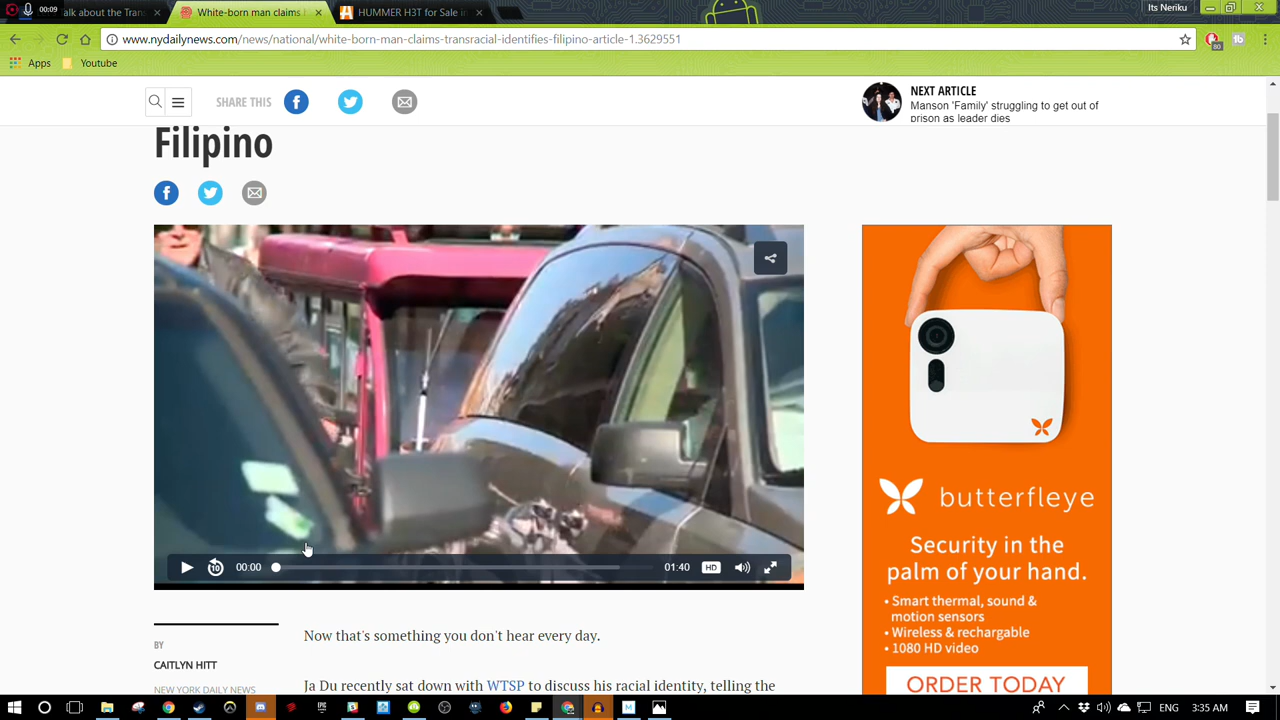 00:09
alk about the Tran
White-born man claims
HUMMER H3T for Sale in
Its Neriku
www.nydailynews.com/news/national/white-born-man-claims-transracial-identifies-filipino-article-1.3629551
80
Apps
Youtube
SHARE THIS
NEXT ARTICLE
Manson 'Family' struggling to get out of
prison as leader dies
Filipino
10
00:00
01:40
HD
butterfleye
Security in the
palm of your hand.
• Smart thermal, sound &
motion sensors
• Wireless & rechargable
• 1080 HD video
ORDER TODAY
Now that's something you don't hear every day.
BY
CAITLYN HITT
NEW YORK DAILY NEWS
Ja Du recently sat down with WTSP to discuss his racial identity, telling the
ENG
3:35 AM